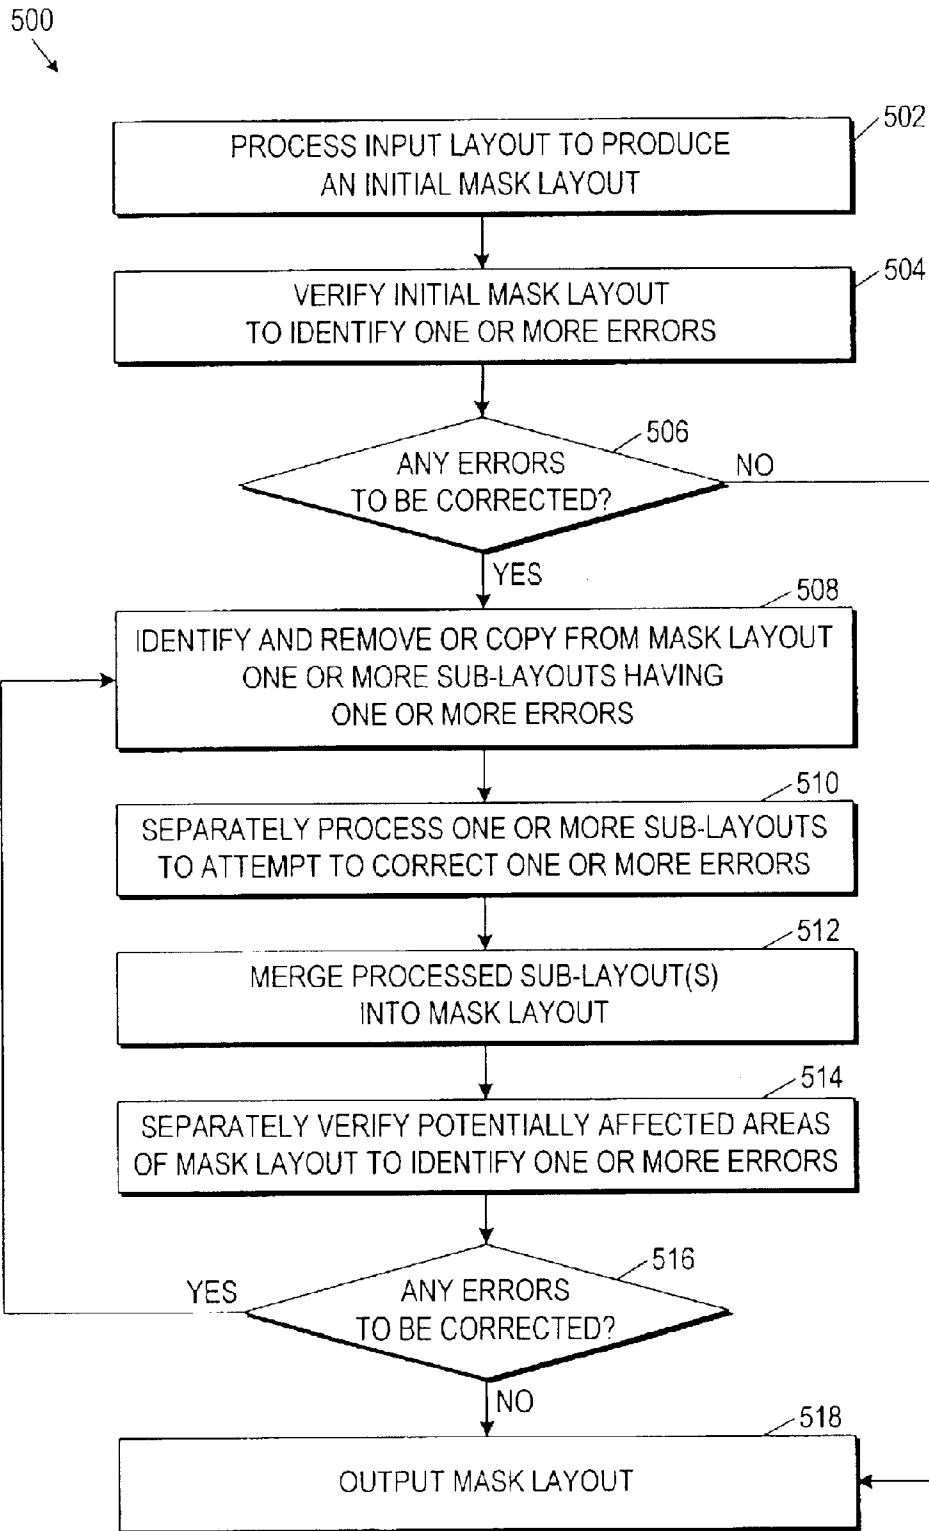 500
502
PROCESS INPUT LAYOUT TO PRODUCE
AN INITIAL MASK LAYOUT
504
VERIFY INITIAL MASK LAYOUT
TO IDENTIFY ONE OR MORE ERRORS
506
ANY ERRORS
TO BE CORRECTED?
NO
YES
508
IDENTIFY AND REMOVE OR COPY FROM MASK LAYOUT
ONE OR MORE SUB-LAYOUTS HAVING
ONE OR MORE ERRORS
510
SEPARATELY PROCESS ONE OR MORE SUB-LAYOUTS
TO ATTEMPT TO CORRECT ONE OR MORE ERRORS
512
MERGE PROCESSED SUB-LAYOUT(S)
INTO MASK LAYOUT
514
SEPARATELY VERIFY POTENTIALLY AFFECTED AREAS
OF MASK LAYOUT TO IDENTIFY ONE OR MORE ERRORS
516
YES
ANY ERRORS
TO BE CORRECTED?
NO
518
OUTPUT MASK LAYOUT